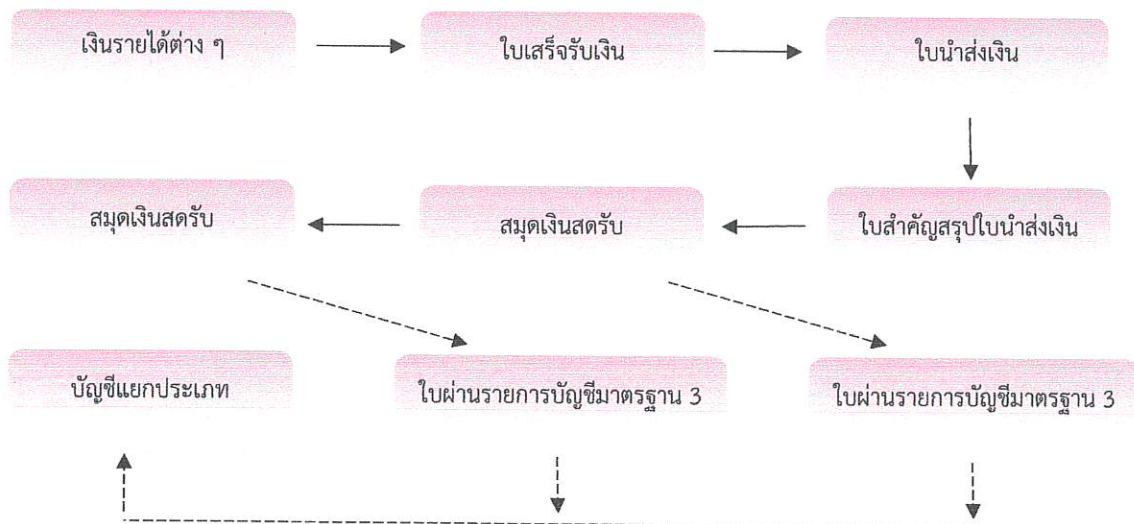 เงินรายได้ต่าง ๆ
ใบเสร็จรับเงิน
ใบนำส่งเงิน
สมุดเงินสดรับ
สมุดเงินสดรับ
ใบสำคัญสรุปใบนำส่งเงิน
บัญชีแยกประเภท
ใบผ่านรายการบัญชีมาตรฐาน 3
ใบผ่านรายการบัญชีมาตรฐาน 3